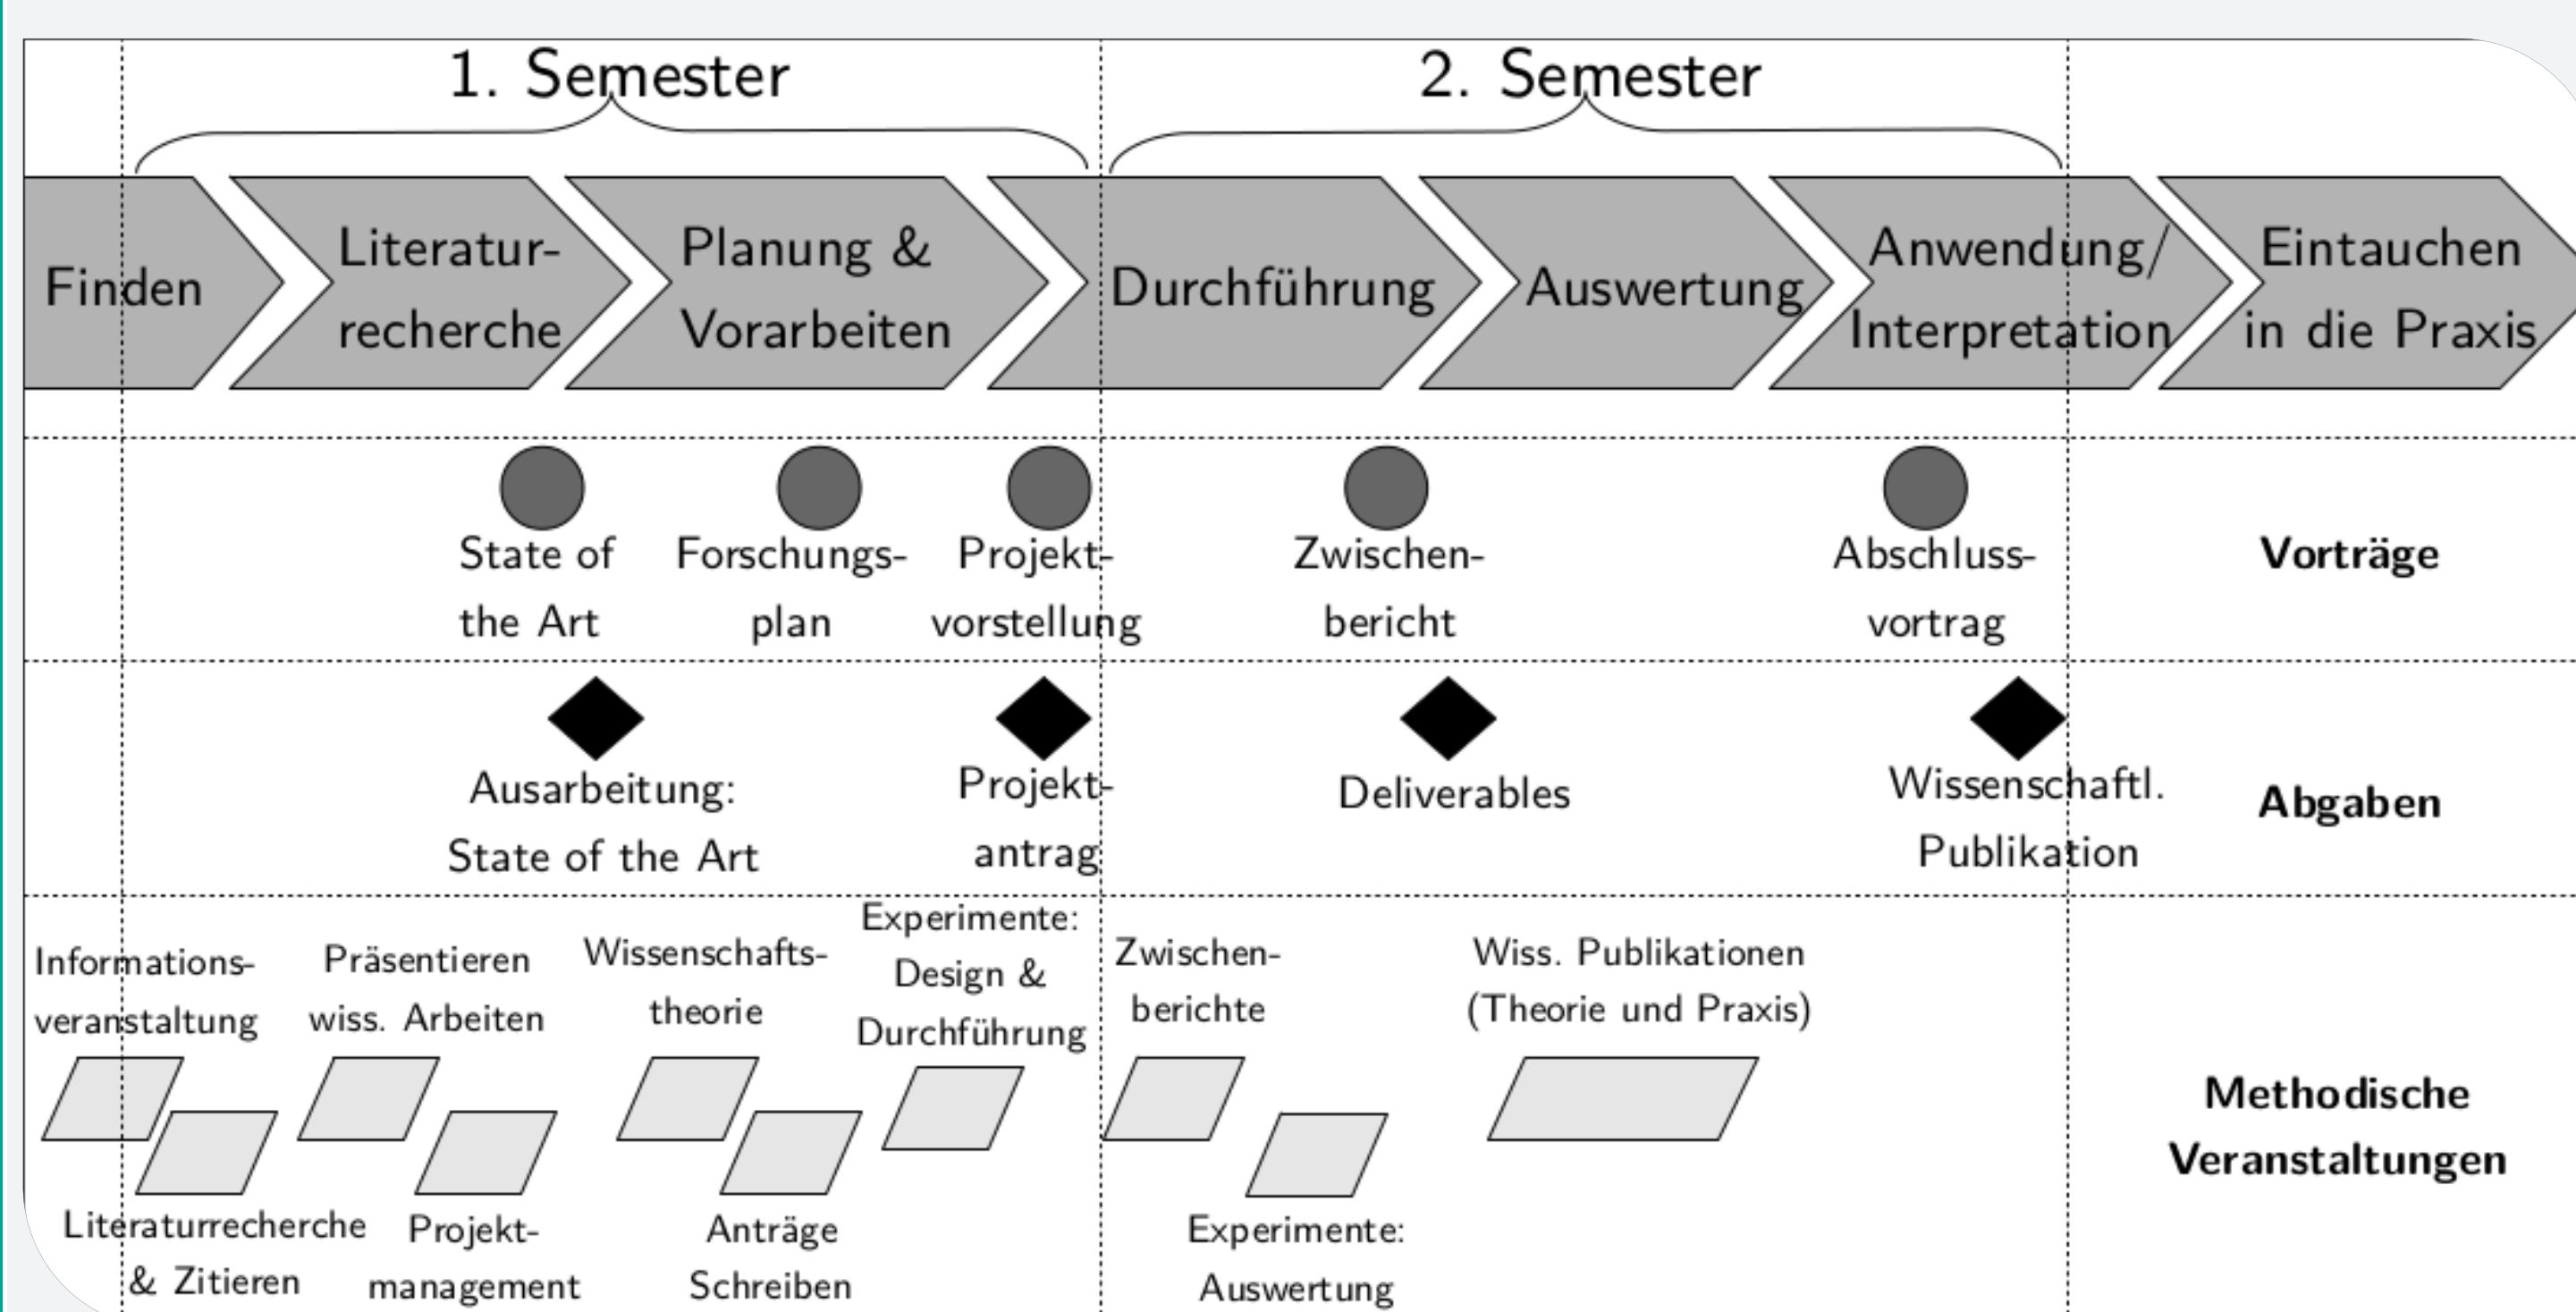 1. Semester
2. Semester
Finden
Literatur-
recherche
Planung &
Vorarbeiten
Durchführung
Auswertung
Anwendung/
Interpretation
Eintauchen
in die Praxis
State of
the Art
Forschungs-
plan
Projekt-
vorstellung
Zwischen-
bericht
Abschluss-
vortrag
Vorträge
Ausarbeitung:
State of the Art
Projekt-
antrag
Deliverables
Wissenschaftl.
Publikation
Abgaben
Informations-
veranstaltung
Präsentieren
wiss. Arbeiten
Wissenschafts-
theorie
Experimente:
Design &
Durchführung
Zwischen-
berichte
Wiss. Publikationen
(Theorie und Praxis)
Methodische
Veranstaltungen
Literaturrecherche
& Zitieren
Projekt-
management
Anträge
Schreiben
Experimente:
Auswertung